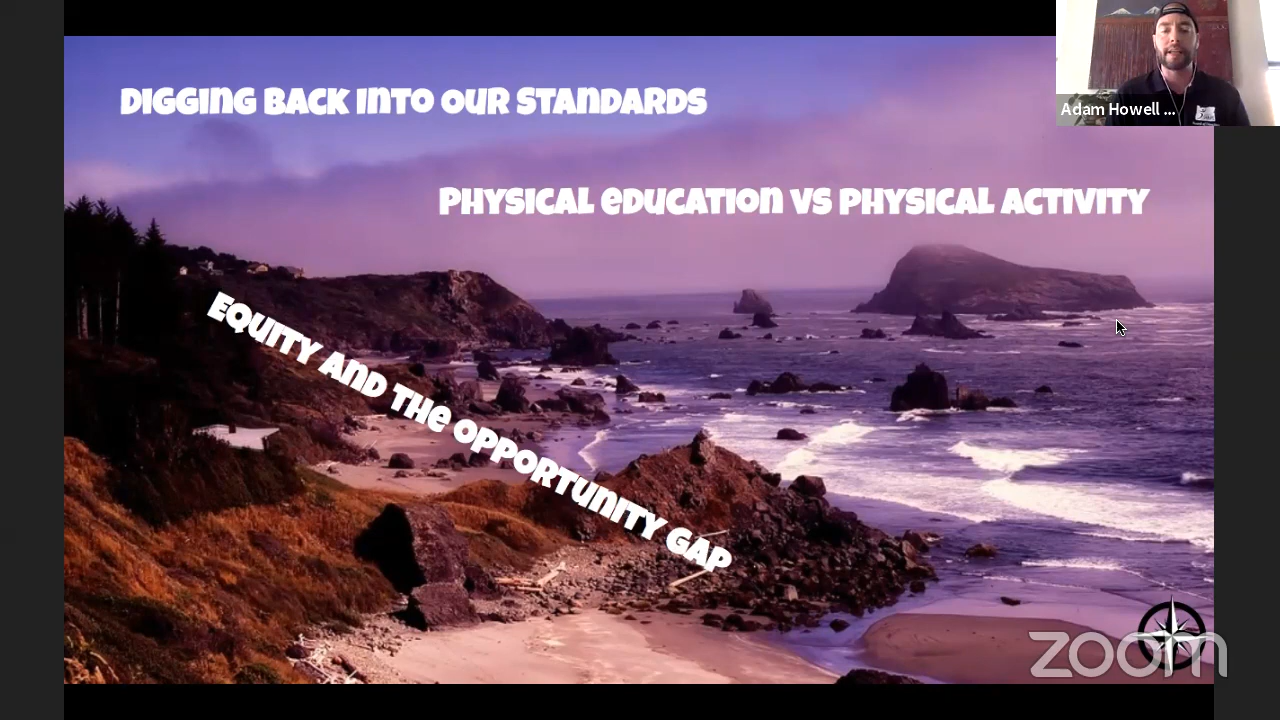 Adam Howell ...
DIGGING BACK INTO OUR STANDARDS
PHYSICAL EDUCATION VS PHYSICAL ACTIVITY
EQUITY AND THE OPPORTUNITY GAP
zoom